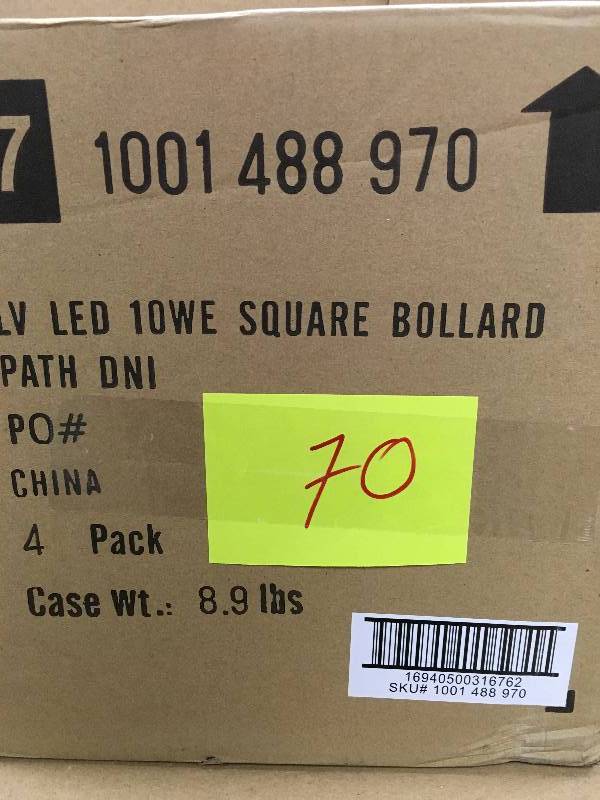 7 1001 488 970
LV LED 10WE SQUARE BOLLARD
PATH DNI
PO#
CHINA
70
4 Pack
Case Wt.: 8.9 lbs
16940500316762
SKU# 1001 488 970